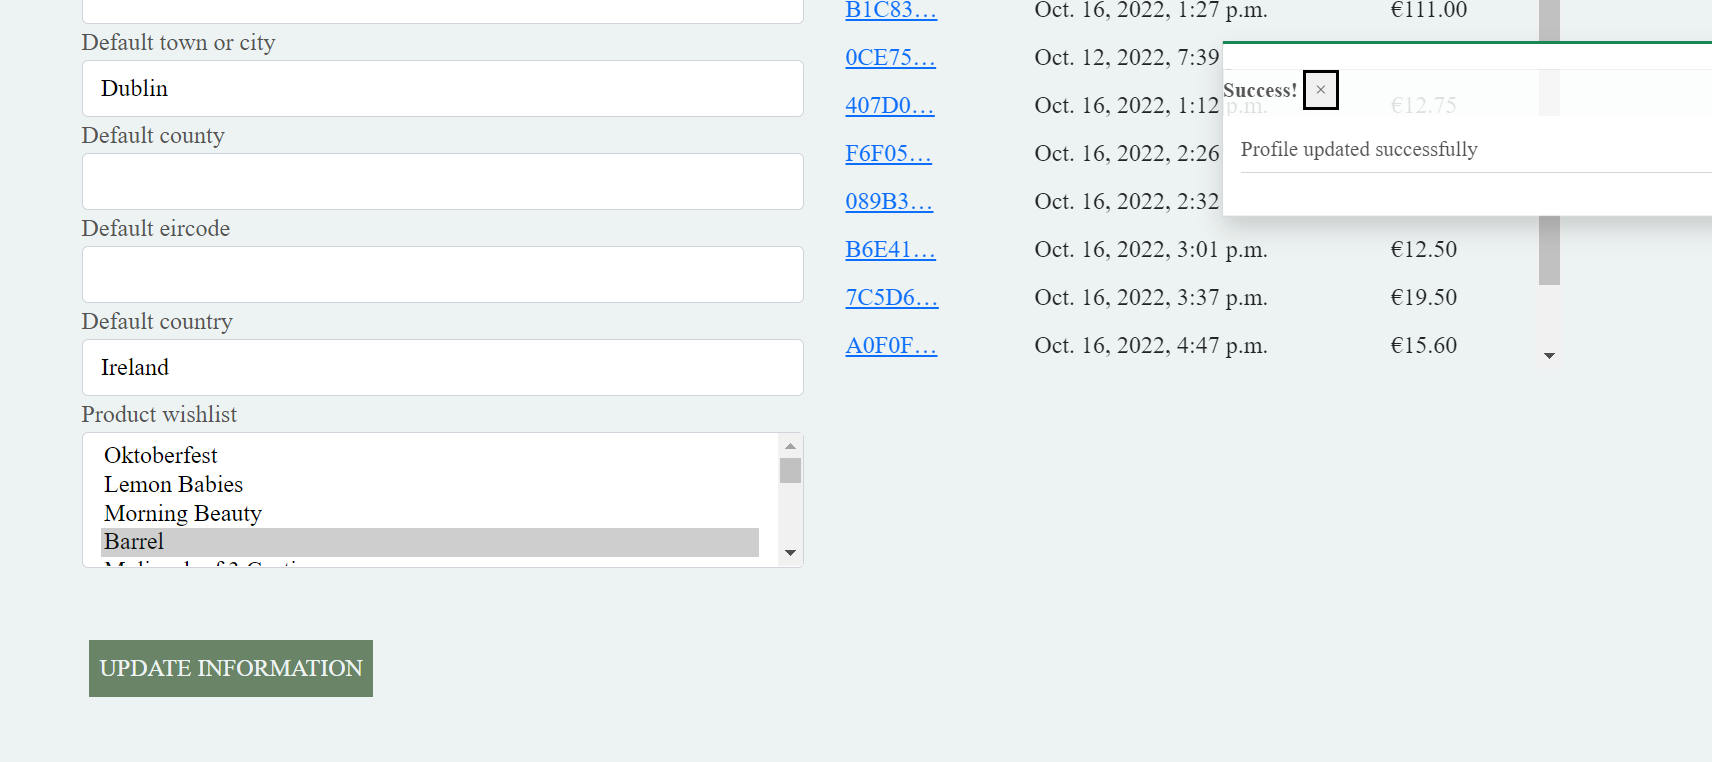 Default town or city
Dublin
Default county
Default eircode
Default country
Ireland
Product wishlist
Oktoberfest
Lemon Babies
Morning Beauty
Barrel
UPDATE INFORMATION
B1C83… Oct. 16, 2022, 1:27 p.m. €111.00
0CE75… Oct. 12, 2022, 7:39
407D0… Oct. 16, 2022, 1:12 p.m. €12.75
F6F05… Oct. 16, 2022, 2:26
089B3… Oct. 16, 2022, 2:32
B6E41… Oct. 16, 2022, 3:01 p.m. €12.50
7C5D6… Oct. 16, 2022, 3:37 p.m. €19.50
A0F0F… Oct. 16, 2022, 4:47 p.m. €15.60
Success! ×
Profile updated successfully